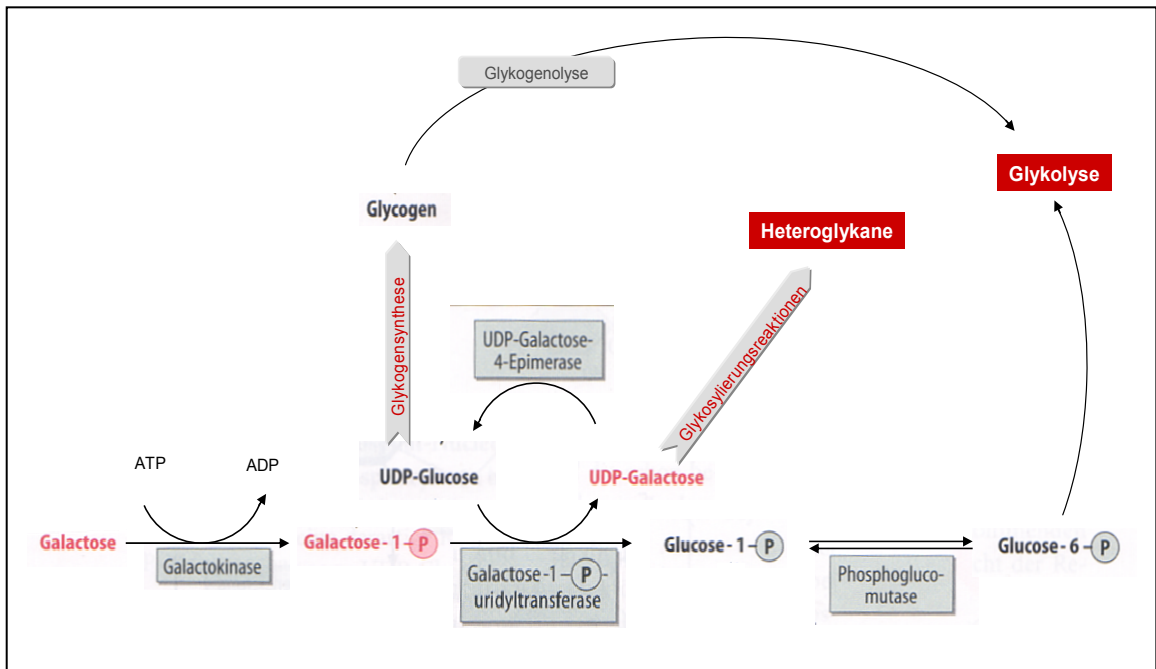 Glykogenolyse
Glykolyse
Glycogen
Heteroglykane
Glykogensynthese
Glykosylierungsreaktionen
UDP-Galactose-
4-Epimerase
ATP
ADP
UDP-Glucose
UDP-Galactose
Galactose
Galactose-1-P
Glucose-1-P
Glucose-6-P
Galactokinase
Galactose-1-P-
uridyltransferase
Phosphogluco-
mutase